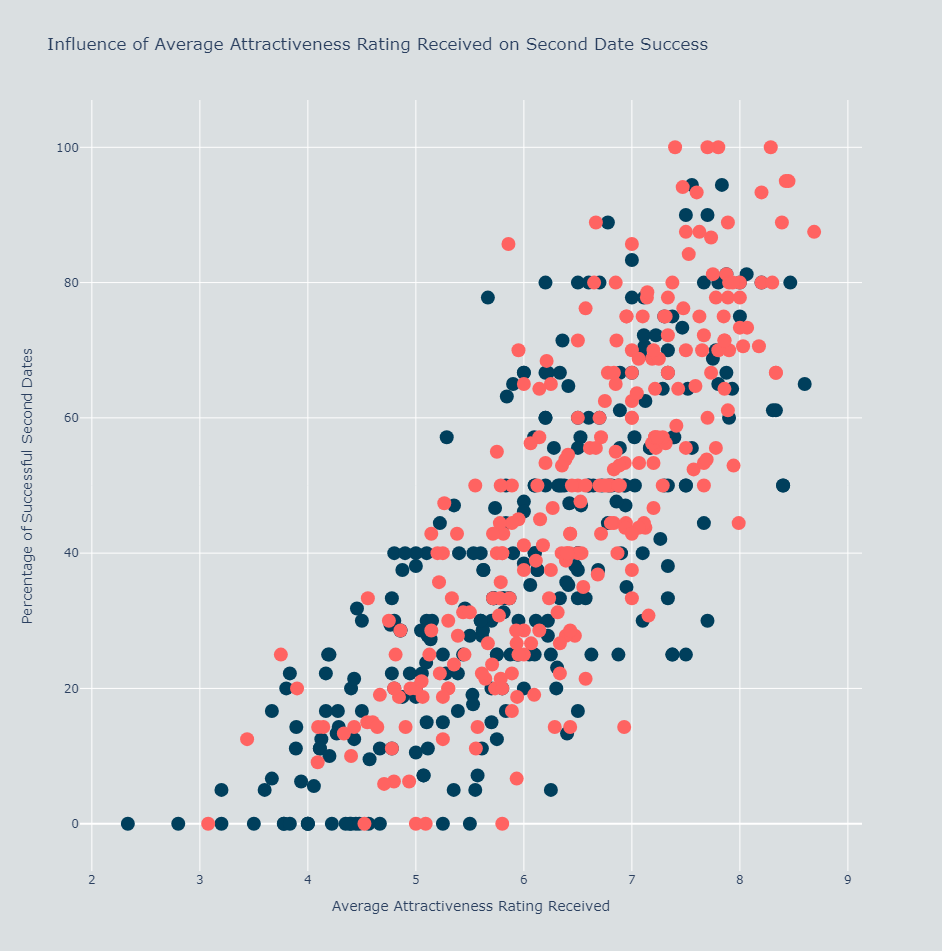 Influence of Average Attractiveness Rating Received on Second Date Success
Percentage of Successful Second Dates
100
80
60
40
20
0
2 3 4 5 6 7 8 9
Average Attractiveness Rating Received